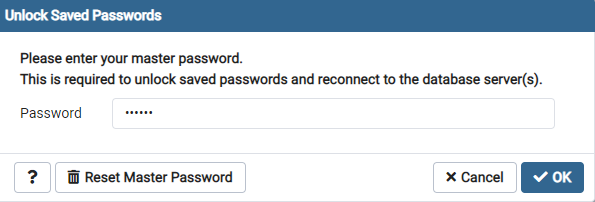 Unlock Saved Passwords
Please enter your master password.
This is required to unlock saved passwords and reconnect to the database server(s).
Password ••••••
? Reset Master Password Cancel OK